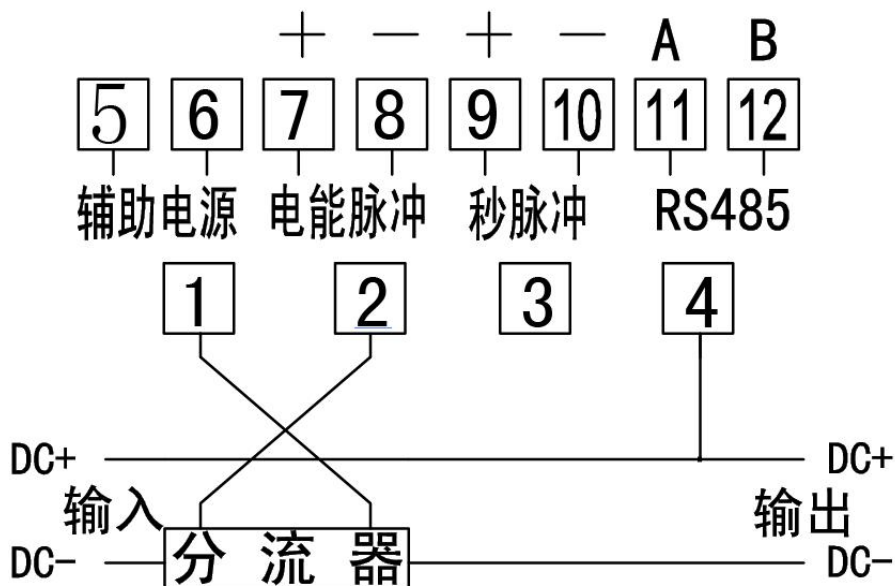 + − + − A B
5 6 7 8 9 10 11 12
辅助电源 电能脉冲 秒脉冲 RS485
1 2 3 4
DC+ DC+
输入 输出
DC- 分流器 DC-